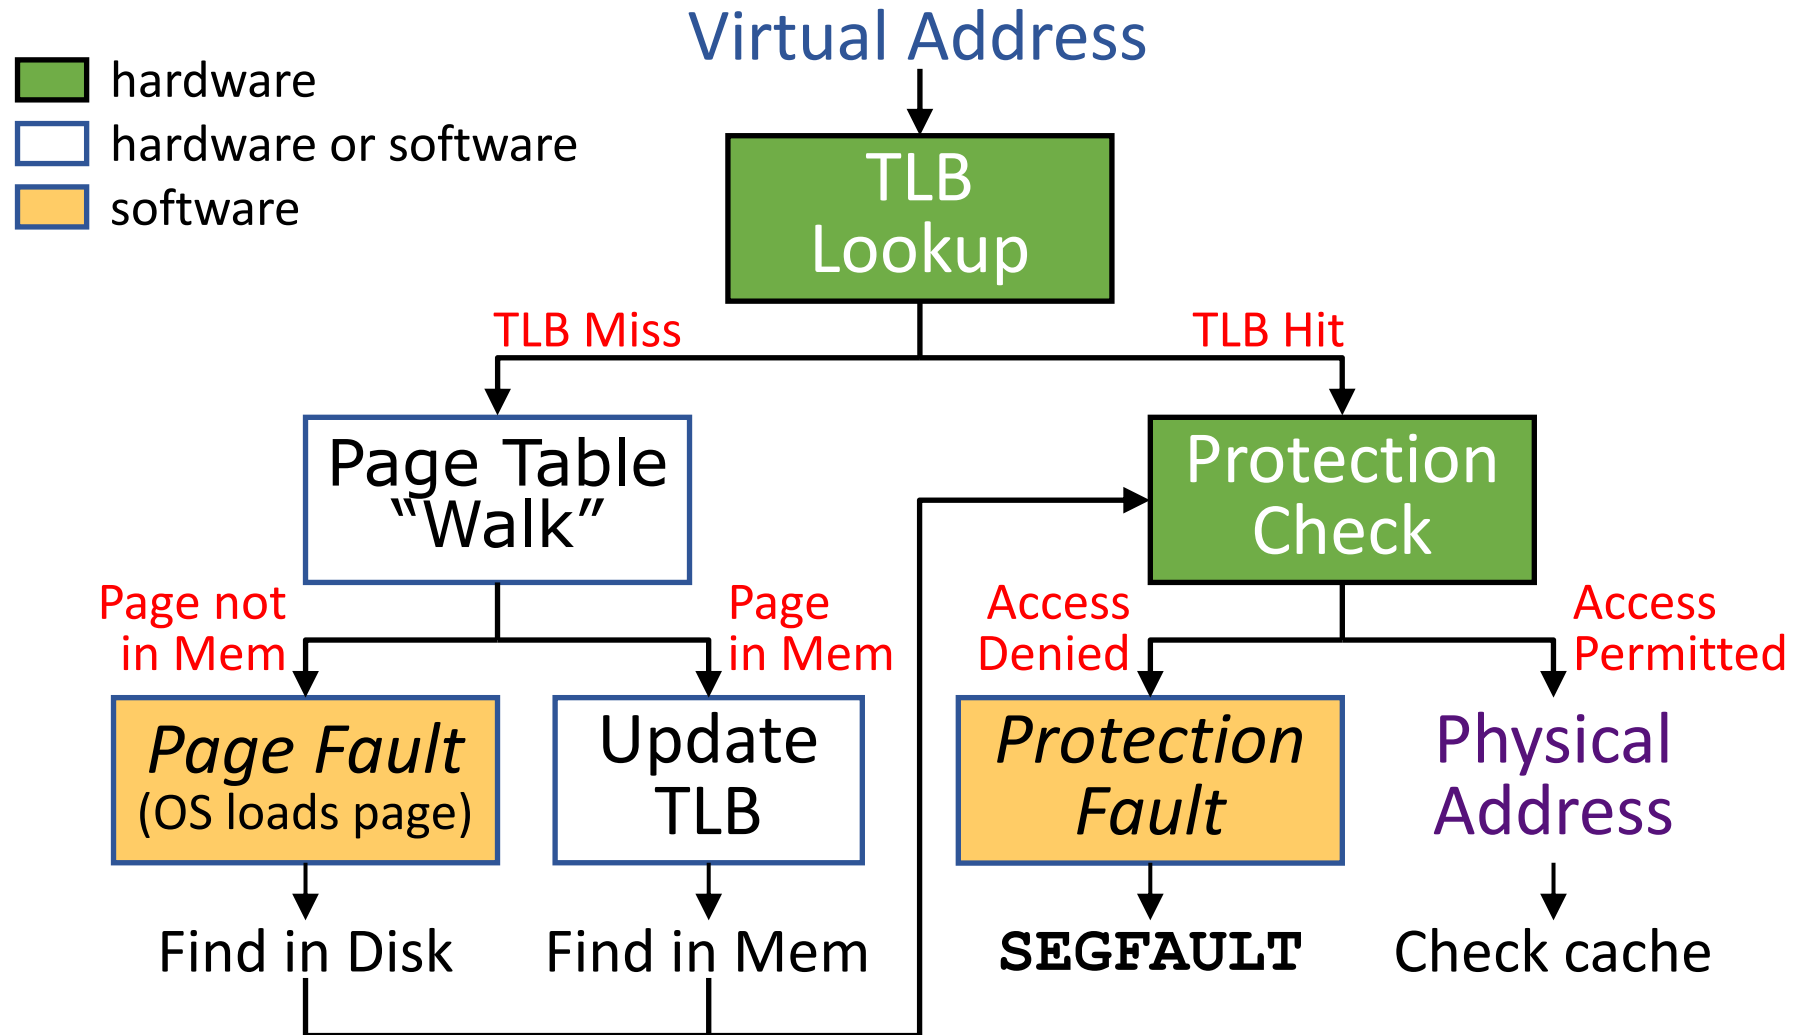 Virtual Address
hardware
hardware or software
software
TLB
Lookup
TLB Miss
TLB Hit
Page Table
“Walk”
Protection
Check
Page not
in Mem
Page
in Mem
Access
Denied
Access
Permitted
Page Fault
(OS loads page)
Update
TLB
Protection
Fault
Physical
Address
Find in Disk
Find in Mem
SEGFAULT
Check cache